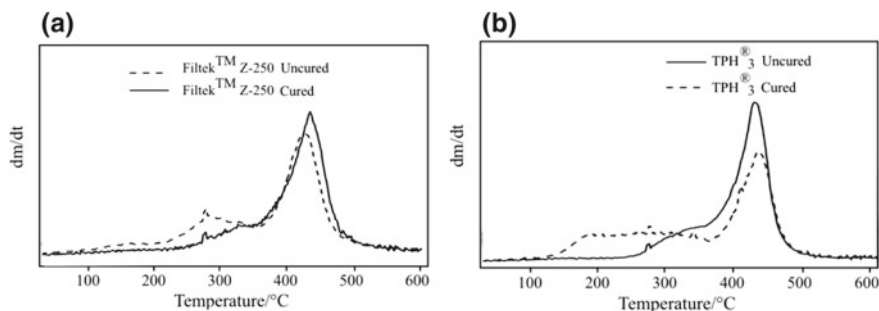 (a)
Filtek™ Z-250 Uncured
Filtek™ Z-250 Cured
dm/dt
100 200 300 400 500 600
Temperature/°C
(b)
TPH®3 Uncured
TPH®3 Cured
dm/dt
100 200 300 400 500 600
Temperature/°C